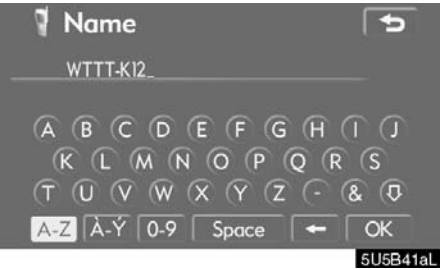 Name
WTTT-K12_
A B C D E F G H I J
K L M N O P Q R S
T U V W X Y Z - & ⇩
A-Z À-Ý 0-9 Space ← OK
5U5B41aL